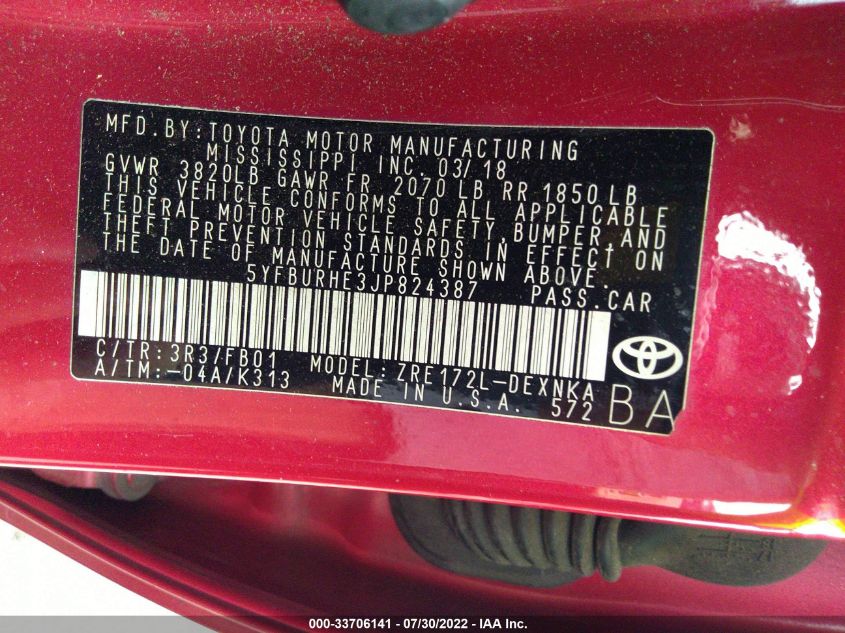 MFD. BY: TOYOTA MOTOR MANUFACTURING
MISSISSIPPI INC. 03/18
GVWR 3820LB GAWR FR 2070 LB RR 1850 LB
THIS VEHICLE CONFORMS TO ALL APPLICABLE
FEDERAL MOTOR VEHICLE SAFETY, BUMPER, AND
THEFT PREVENTION STANDARDS IN EFFECT ON
THE DATE OF MANUFACTURE SHOWN ABOVE.
5YFBURHE3JP824387 PASS. CAR
C/TR: 3R3/FB01 MODEL: ZRE172L-DEXNKA
A/TM: -04A/K313 MADE IN U.S.A. 572
BA
000-33706141 - 07/30/2022 - IAA Inc.